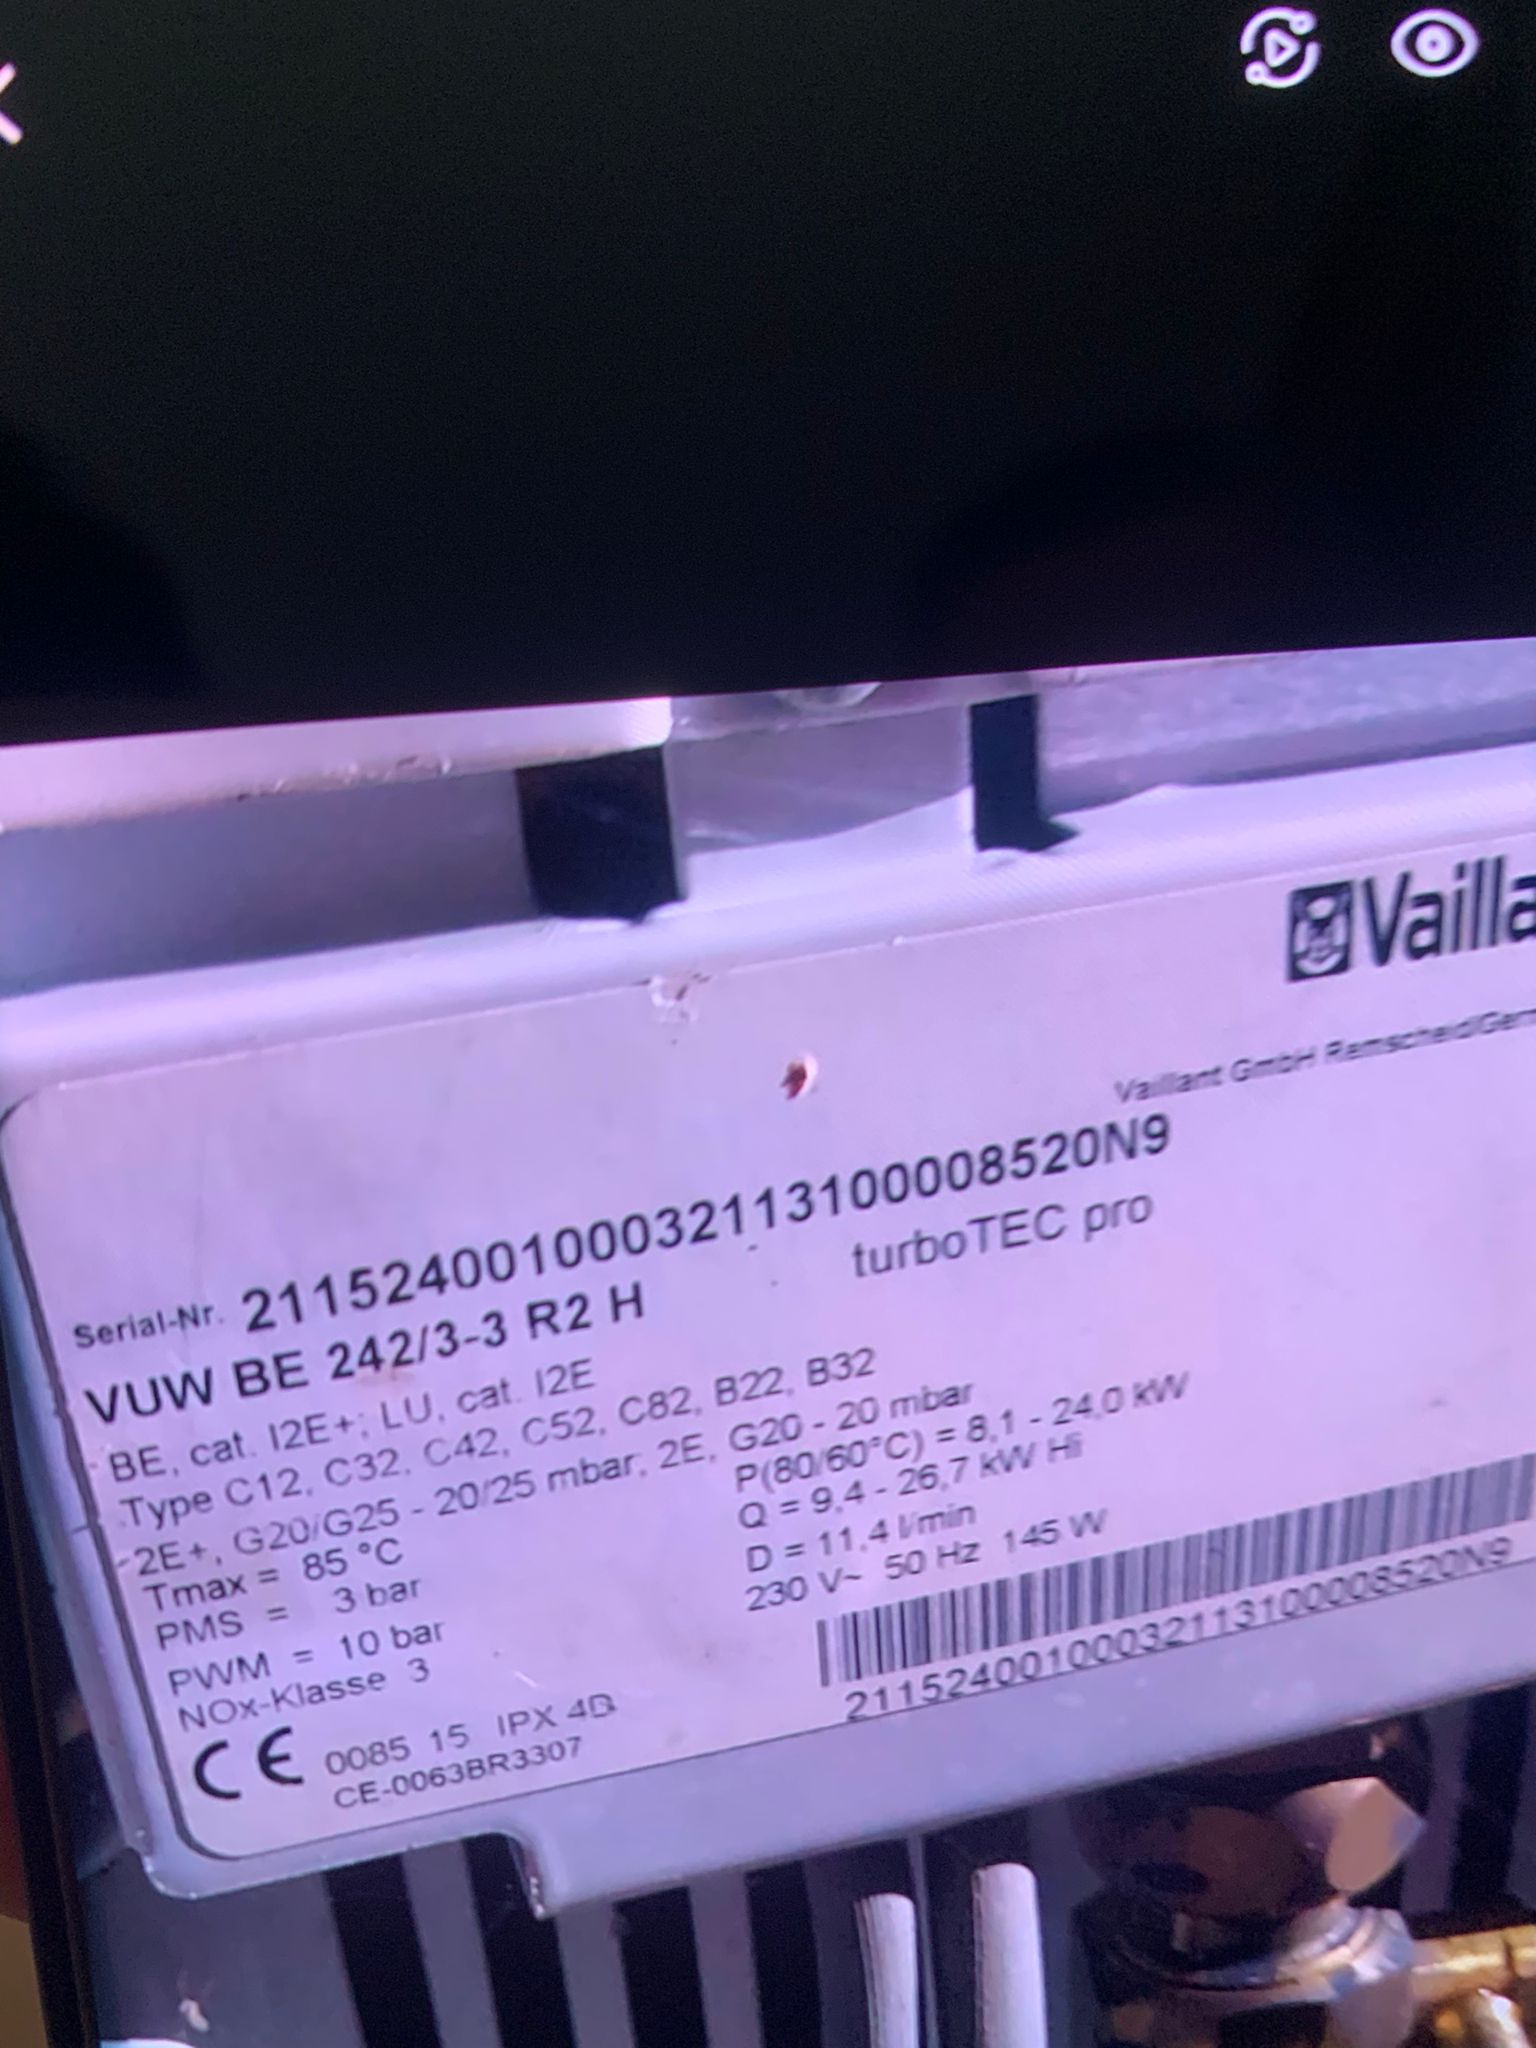 Vailla
Vaillant GmbH Remscheid/Germ
Serial-Nr. 21152400100032113100008520N9
VUW BE 242/3-3 R2 H turboTEC pro
BE, cat. I2E+; LU, cat. I2E
Type C12, C32, C42, C52, C82, B22, B32
2E+, G20/G25 - 20/25 mbar; 2E, G20 - 20 mbar
Tmax = 85 °C P(80/60°C) = 8,1 - 24,0 kW
PMS = 3 bar Q = 9,4 - 26,7 kW Hi
PWM = 10 bar D = 11,4 l/min
NOx-Klasse 3 230 V~ 50 Hz 145 W
CE 0085 15 IPX 4D
CE-0063BR3307
21152400100032113100008520N9